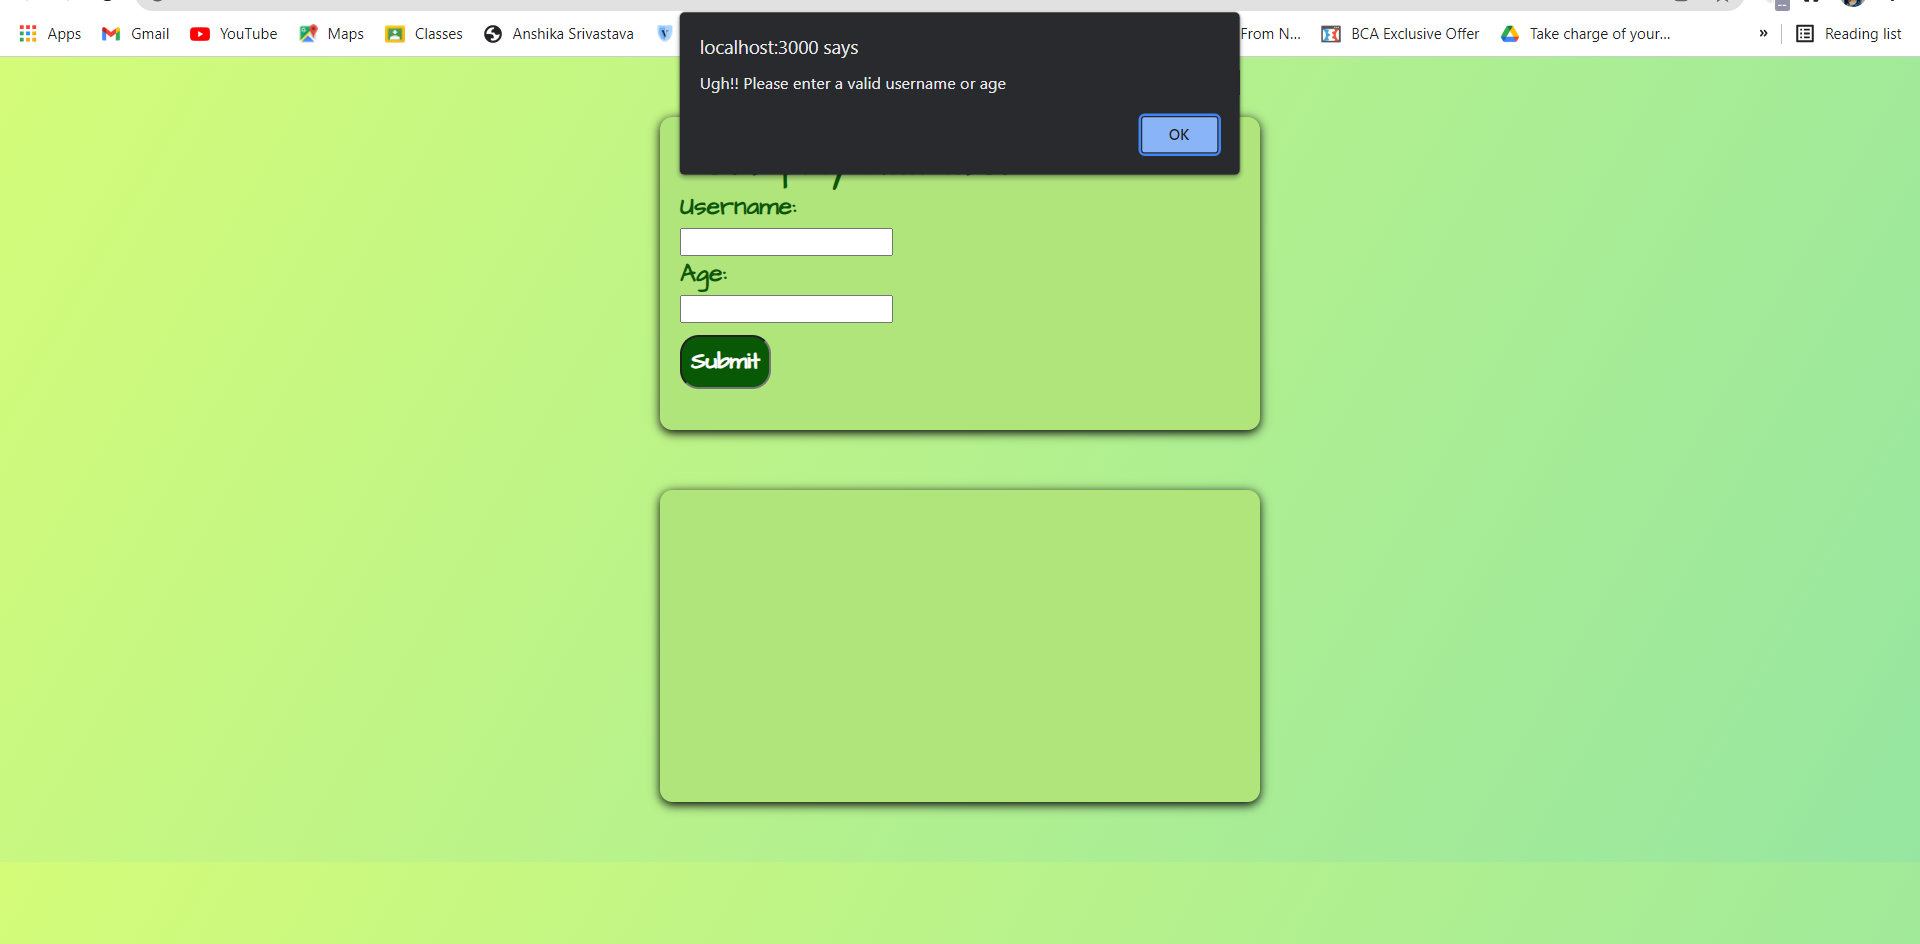 Apps Gmail YouTube Maps Classes Anshika Srivastava From N... BCA Exclusive Offer Take charge of your... » Reading list
localhost:3000 says
Ugh!! Please enter a valid username or age
OK
Username:
Age:
Submit